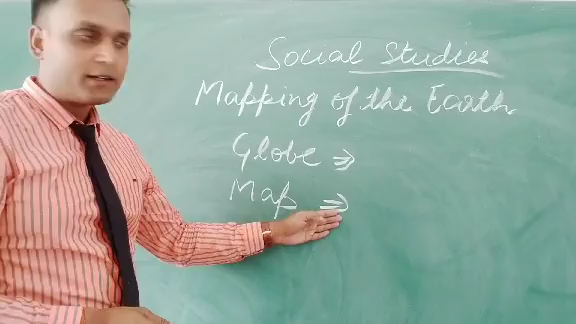 Social Studies
Mapping of the Earth
Globe ⇒
Map ⇒